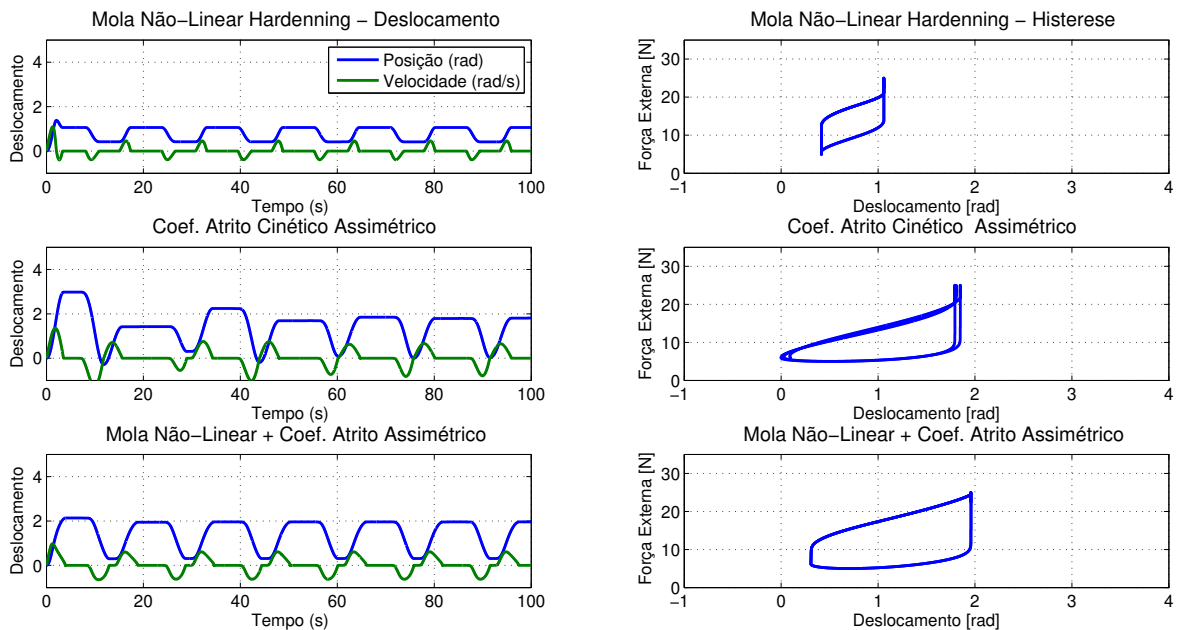 Mola Não−Linear Hardenning − Deslocamento
Deslocamento
4
2
0
Posição (rad)
Velocidade (rad/s)
0 20 40 60 80 100
Tempo (s)
Mola Não−Linear Hardenning − Histerese
Força Externa [N]
30
20
10
0
−1 0 1 2 3 4
Deslocamento [rad]
Coef. Atrito Cinético Assimétrico
Deslocamento
4
2
0
0 20 40 60 80 100
Tempo (s)
Coef. Atrito Cinético  Assimétrico
Força Externa [N]
30
20
10
0
−1 0 1 2 3 4
Deslocamento [rad]
Mola Não−Linear + Coef. Atrito Assimétrico
Deslocamento
4
2
0
0 20 40 60 80 100
Tempo (s)
Mola Não−Linear + Coef. Atrito Assimétrico
Força Externa [N]
30
20
10
0
−1 0 1 2 3 4
Deslocamento [rad]